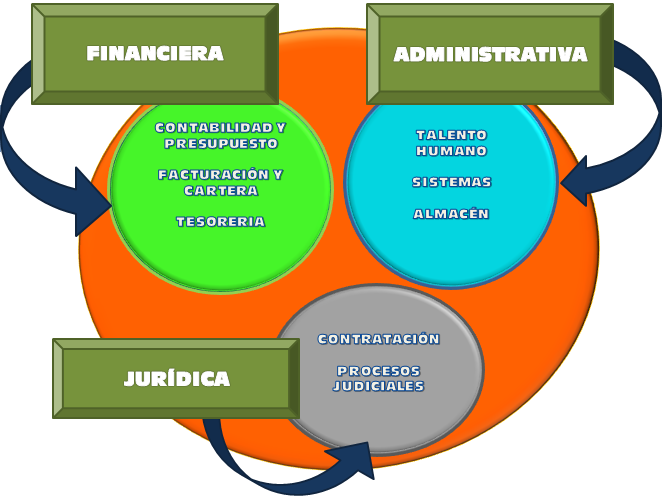 FINANCIERA
CONTABILIDAD Y
PRESUPUESTO
FACTURACIÓN Y
CARTERA
TESORERIA
ADMINISTRATIVA
TALENTO
HUMANO
SISTEMAS
ALMACÉN
JURÍDICA
CONTRATACIÓN
PROCESOS
JUDICIALES